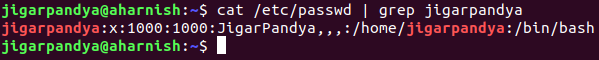 jigarpandya@aharnish:~$ cat /etc/passwd | grep jigarpandya
jigarpandya:x:1000:1000:JigarPandya,,,:/home/jigarpandya:/bin/bash
jigarpandya@aharnish:~$